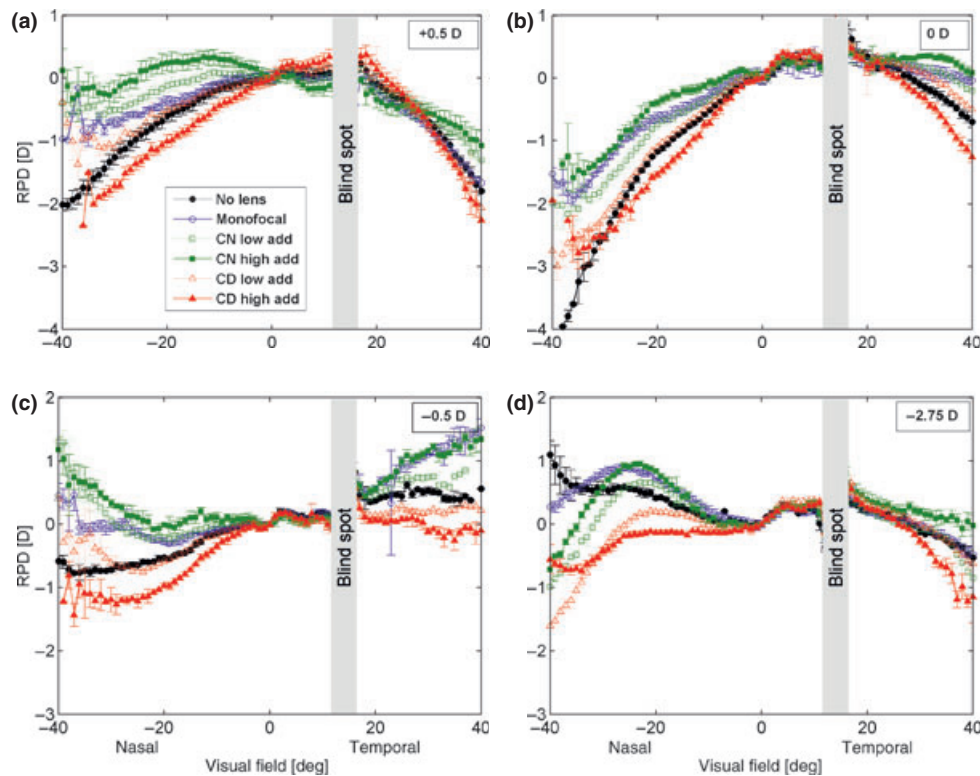 (a)
+0.5 D
1
0
−1
−2
−3
−4
RPD [D]
No lens
Monofocal
CN low add
CN high add
CD low add
CD high add
Blind spot
−40
−20
0
20
40
(b)
0 D
1
0
−1
−2
−3
−4
Blind spot
−40
−20
0
20
40
(c)
−0.5 D
2
1
0
−1
−2
−3
RPD [D]
Blind spot
−40
−20
0
20
40
Nasal
Temporal
Visual field [deg]
(d)
−2.75 D
2
1
0
−1
−2
−3
Blind spot
−40
−20
0
20
40
Nasal
Temporal
Visual field [deg]